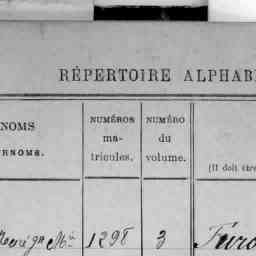 RÉPERTOIRE ALPHAB
NOMS
RNOMS.
NUMÉROS
ma-
tricules.
NUMÉRO
du
volume.
(Il doit être
1298 3